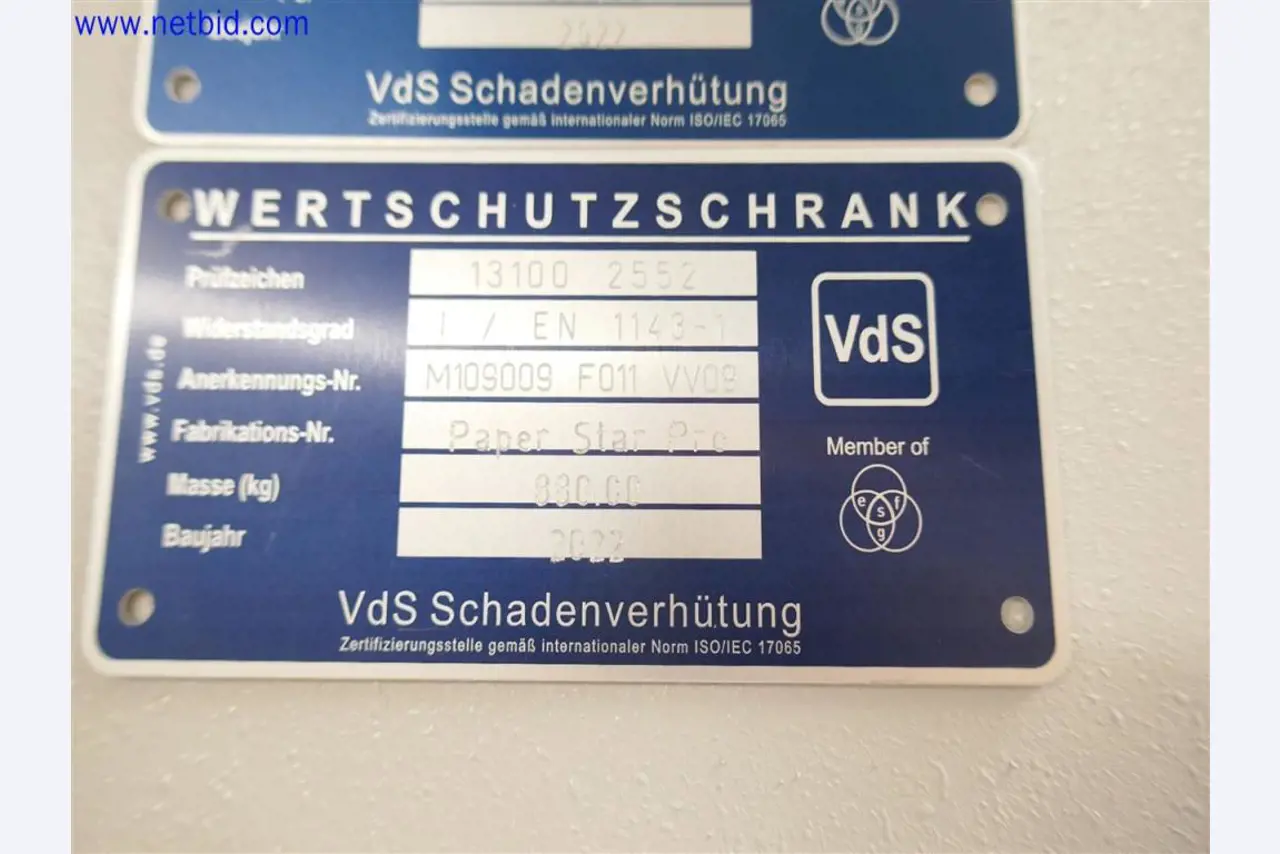 www.netbid.com
2022
VdS Schadenverhütung
Zertifizierungsstelle gemäß internationaler Norm ISO/IEC 17065
WERTSCHUTZSCHRANK
Prüfzeichen 13100 2552
Widerstandsgrad I / EN 1143-1
Anerkennungs-Nr. M109009 F011 VV09
Fabrikations-Nr. Paper Star Pro
Masse (kg)
Baujahr 2022
www.vds.de
VdS
Member of
e f s g
VdS Schadenverhütung
Zertifizierungsstelle gemäß internationaler Norm ISO/IEC 17065